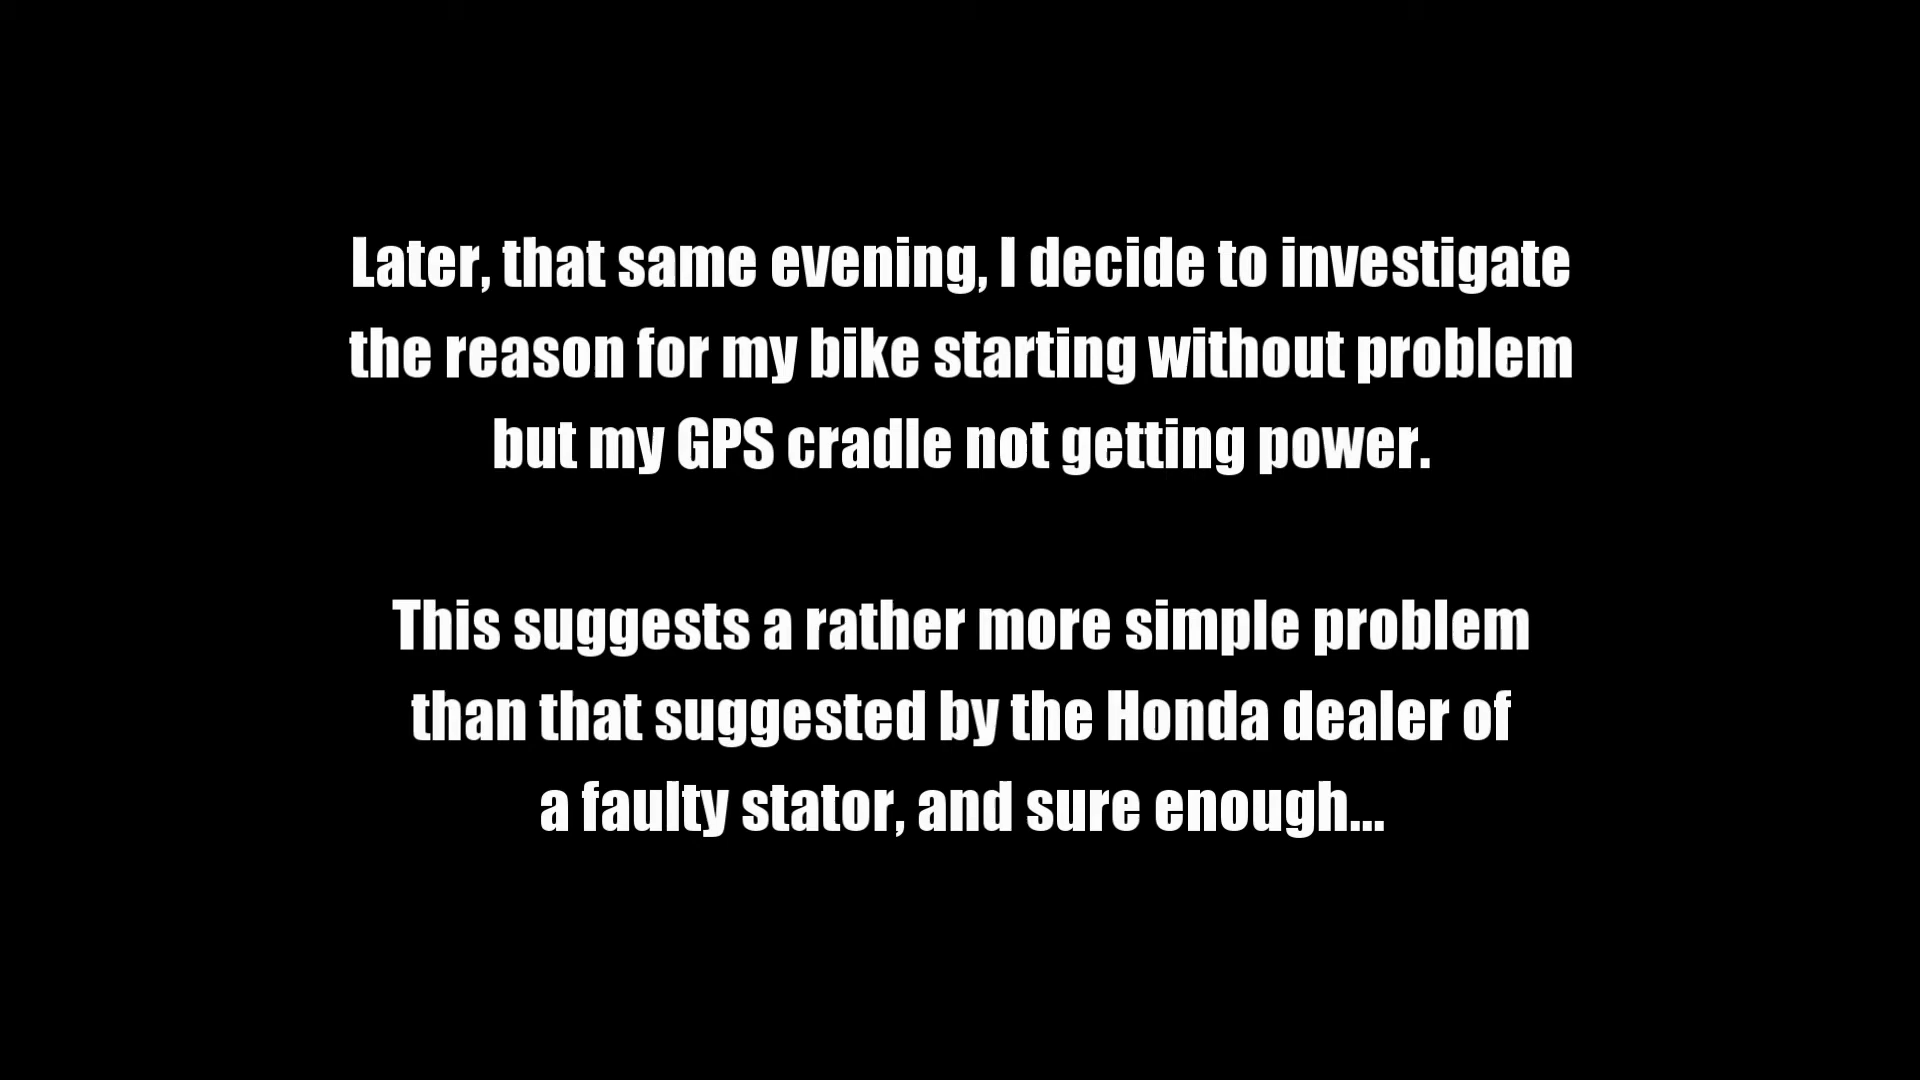 Later, that same evening, I decide to investigate
the reason for my bike starting without problem
but my GPS cradle not getting power.
This suggests a rather more simple problem
than that suggested by the Honda dealer of
a faulty stator, and sure enough...